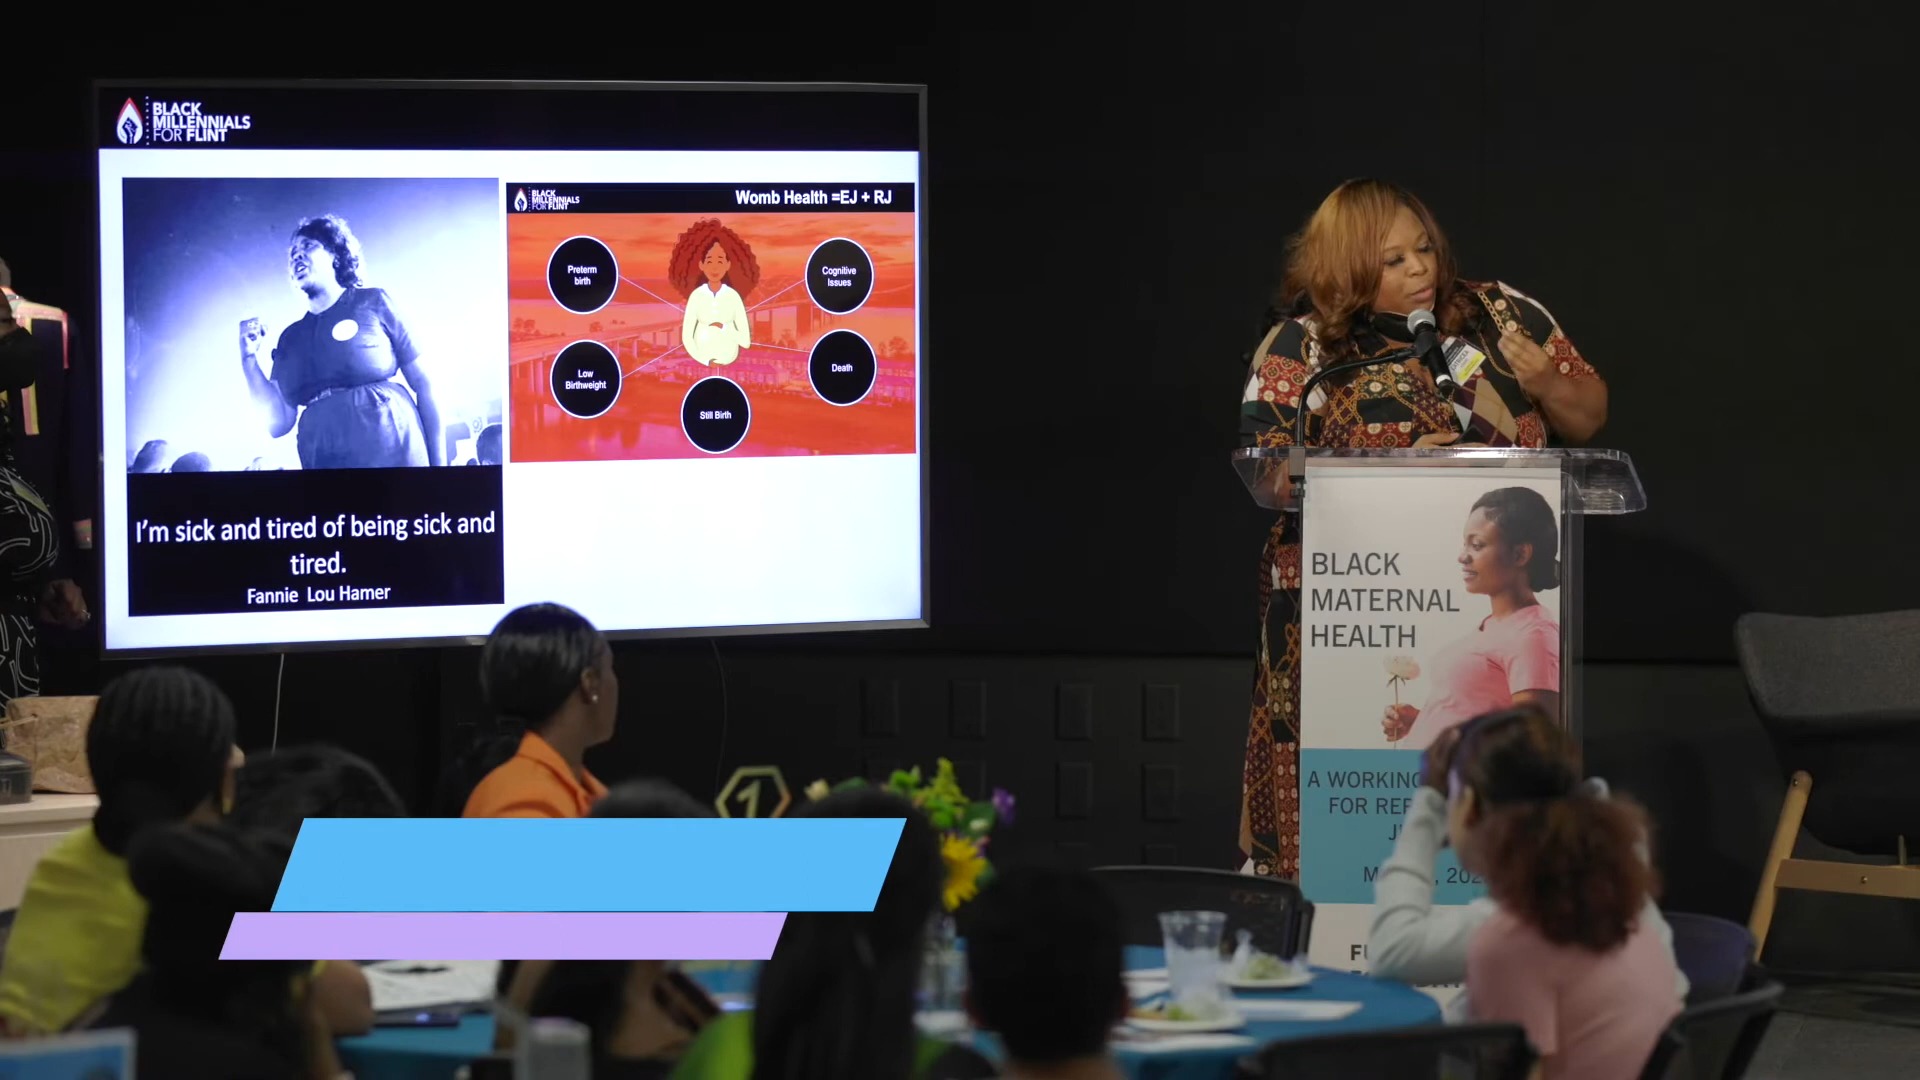 BLACK
MILLENNIALS
FOR FLINT
BLACK
MILLENNIALS
FOR FLINT
Womb Health =EJ + RJ
Preterm
birth
Cognitive
Issues
Low
Birthweight
Death
Still Birth
I'm sick and tired of being sick and
tired.
Fannie Lou Hamer
BLACK
MATERNAL
HEALTH
A WORKING
FOR
1